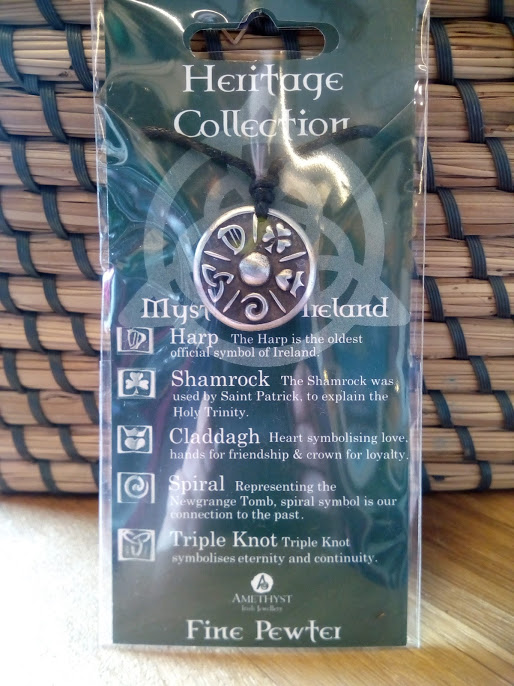 Heritage
Collection
Ireland
Harp The Harp is the oldest
official symbol of Ireland.
Shamrock The Shamrock was
used by Saint Patrick, to explain the
Holy Trinity.
Claddagh Heart symbolising love,
hands for friendship & crown for loyalty.
Spiral Representing the
Newgrange Tomb, spiral symbol is our
connection to the past.
Triple Knot Triple Knot
symbolises eternity and continuity.
Amethyst
Irish Jewellery
Fine Pewter